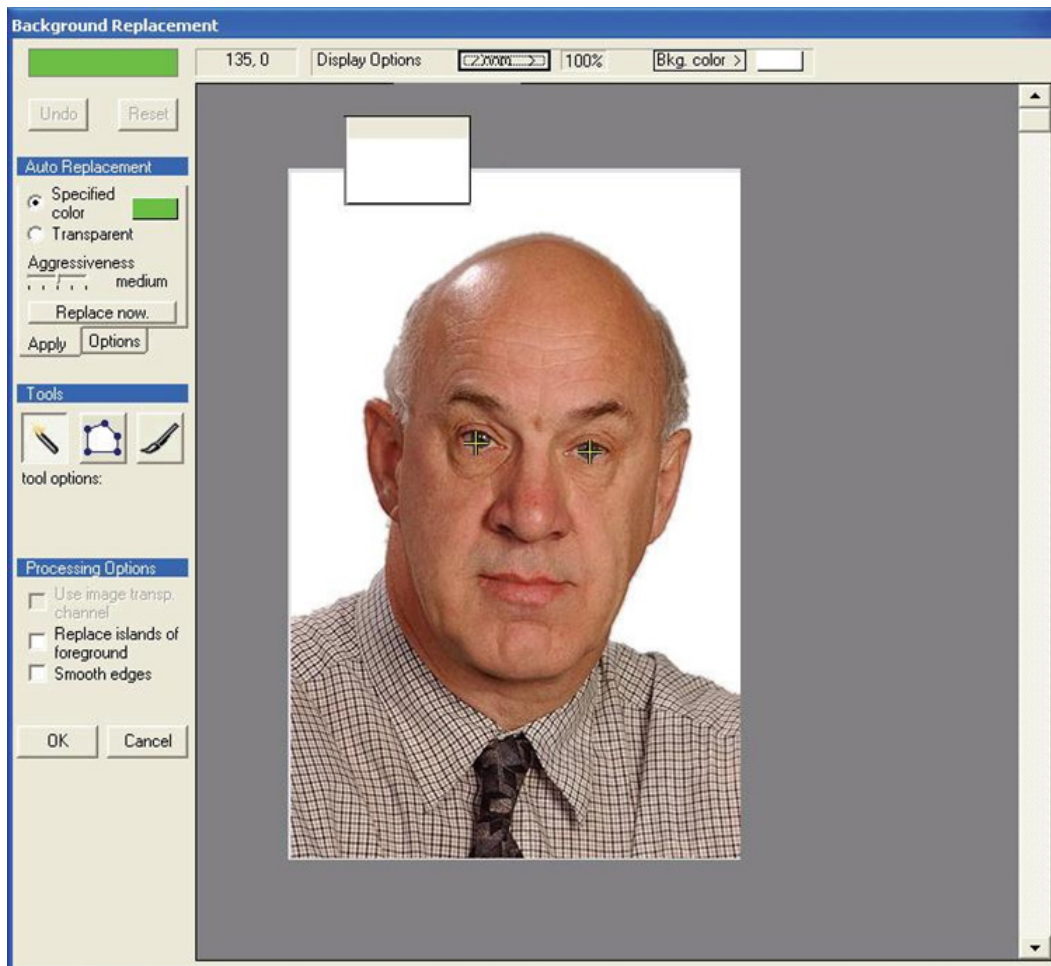 Background Replacement
135, 0
Display Options
Zoom >
100%
Bkg. color >
Undo
Reset
Auto Replacement
Specified
color
Transparent
Aggressiveness
medium
Replace now.
Apply
Options
Tools
tool options:
Processing Options
Use image transp.
channel
Replace islands of
foreground
Smooth edges
OK
Cancel